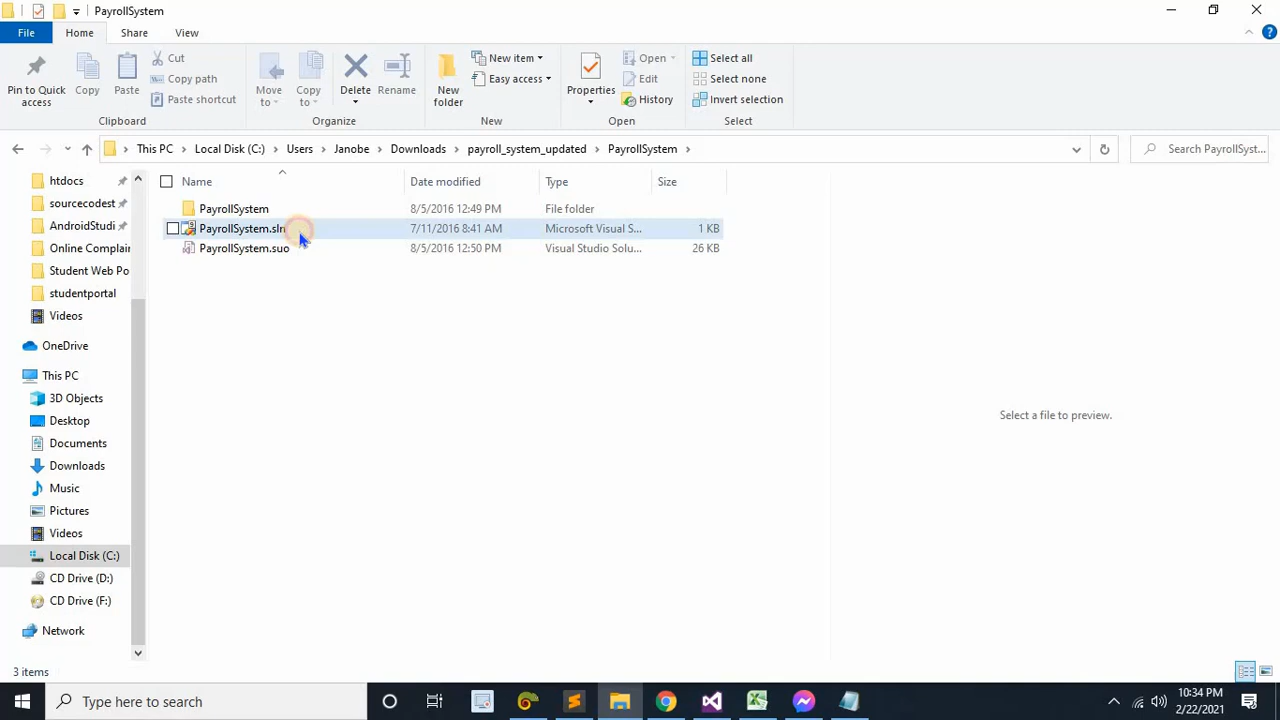 PayrollSystem
File Home Share View
Pin to Quick access
Copy
Paste
Cut
Copy path
Paste shortcut
Clipboard
Move to
Copy to
Delete
Rename
Organize
New folder
New item
Easy access
New
Properties
Open
Edit
History
Open
Select all
Select none
Invert selection
Select
This PC Local Disk (C:) Users Janobe Downloads payroll_system_updated PayrollSystem
Search PayrollSyst...
htdocs
sourcecodest
AndroidStudi
Online Complain
Student Web Po
studentportal
Videos
OneDrive
This PC
3D Objects
Desktop
Documents
Downloads
Music
Pictures
Videos
Local Disk (C:)
CD Drive (D:)
CD Drive (F:)
Network
Name Date modified Type Size
PayrollSystem 8/5/2016 12:49 PM File folder
PayrollSystem.sln 7/11/2016 8:41 AM Microsoft Visual S... 1 KB
PayrollSystem.suo 8/5/2016 12:50 PM Visual Studio Solu... 26 KB
Select a file to preview.
3 items
Type here to search
10:34 PM
2/22/2021